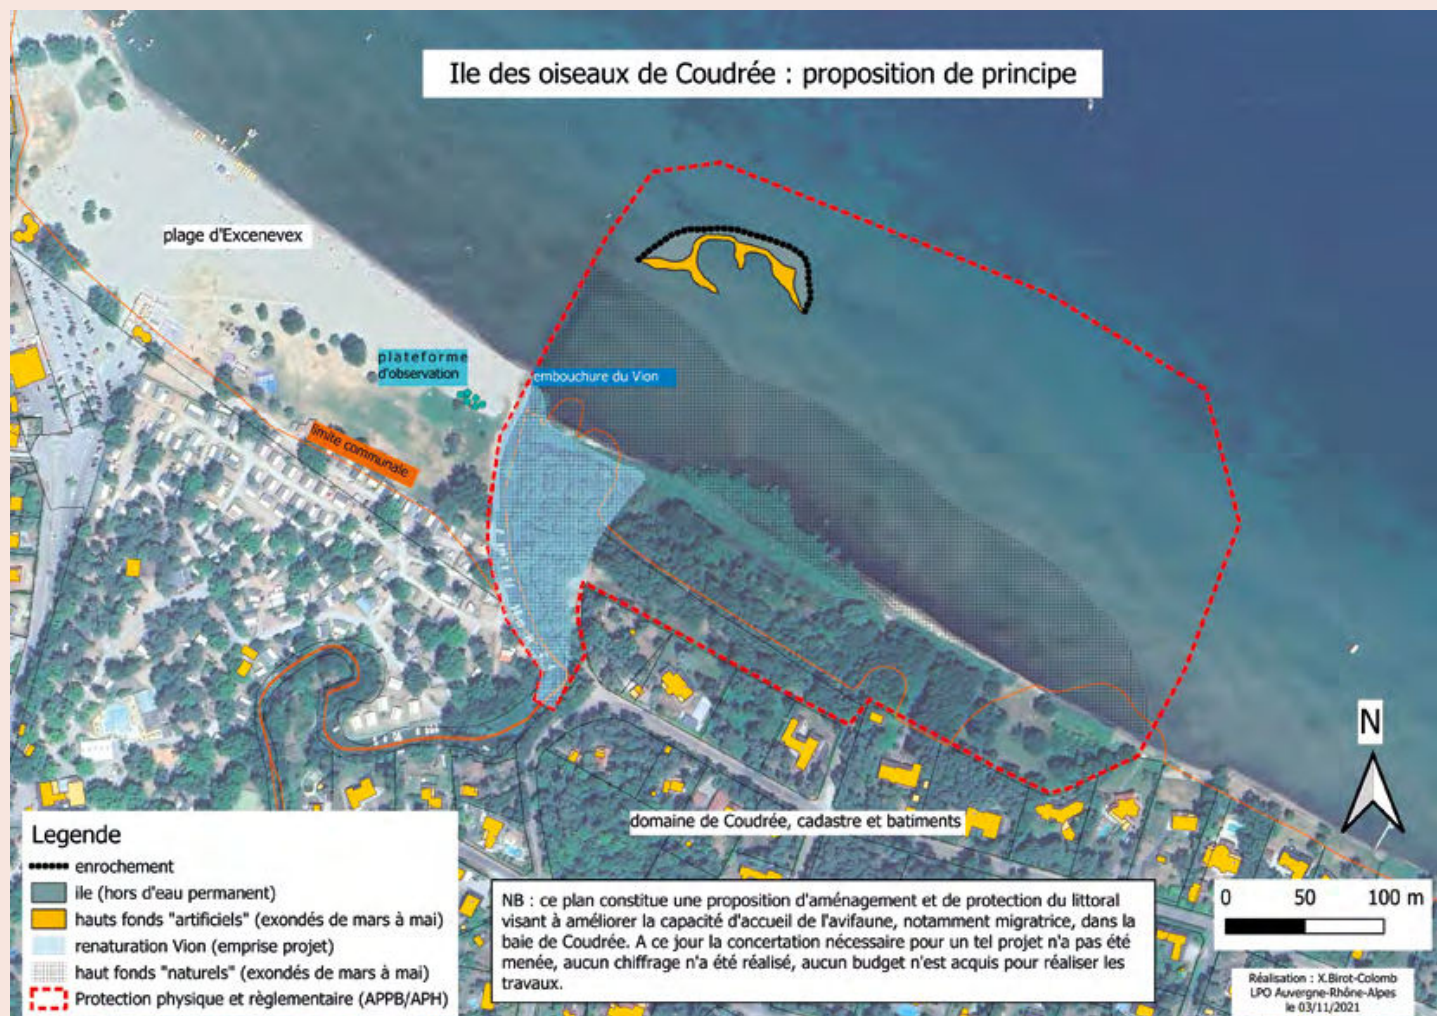 Ile des oiseaux de Coudrée : proposition de principe
plage d'Excenevex
plateforme
d'observation
embouchure du Vion
limite communale
N
domaine de Coudrée, cadastre et batiments
Legende
enrochement
ile (hors d'eau permanent)
hauts fonds "artificiels" (exondés de mars à mai)
renaturation Vion (emprise projet)
haut fonds "naturels" (exondés de mars à mai)
Protection physique et règlementaire (APPB/APH)
NB : ce plan constitue une proposition d'aménagement et de protection du littoral
visant à améliorer la capacité d'accueil de l'avifaune, notamment migratrice, dans la
baie de Coudrée. A ce jour la concertation nécessaire pour un tel projet n'a pas été
menée, aucun chiffrage n'a été réalisé, aucun budget n'est acquis pour réaliser les
travaux.
0 50 100 m
Réalisation : X.Birot-Colomb
LPO Auvergne-Rhône-Alpes
le 03/11/2021